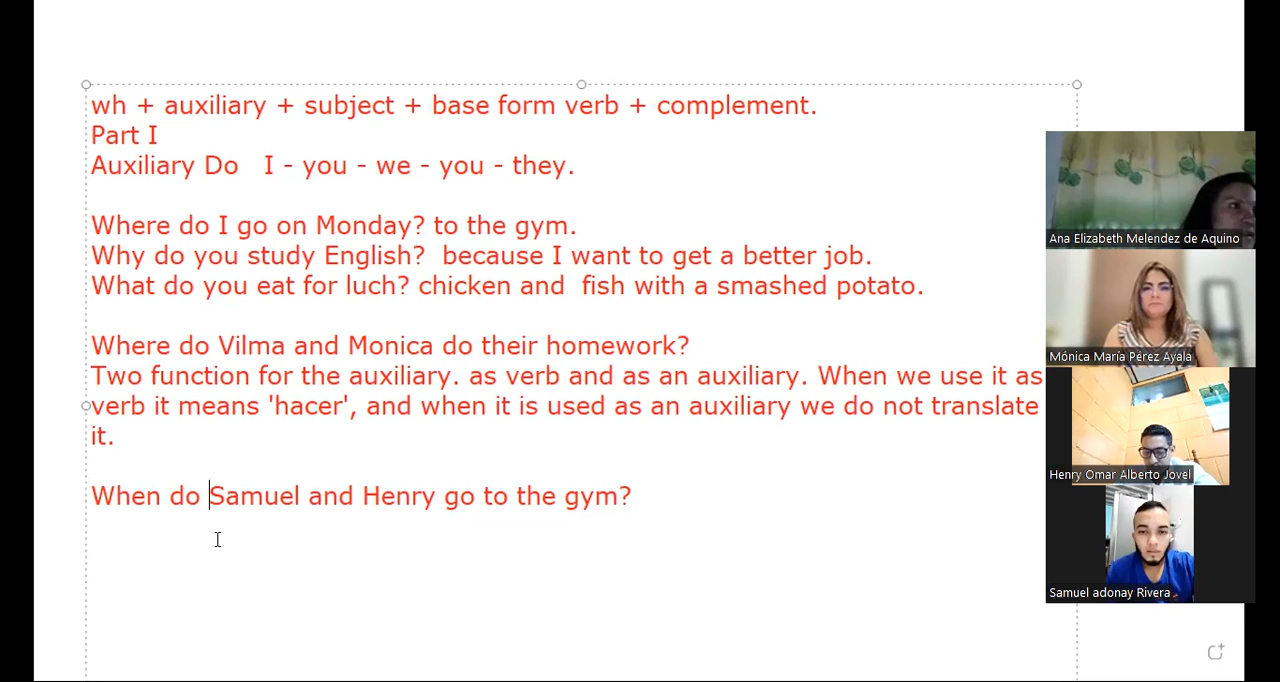 wh + auxiliary + subject + base form verb + complement.
Part I
Auxiliary Do I - you - we - you - they.
Where do I go on Monday? to the gym.
Why do you study English? because I want to get a better job.
What do you eat for luch? chicken and fish with a smashed potato.
Where do Vilma and Monica do their homework?
Two function for the auxiliary. as verb and as an auxiliary. When we use it as
verb it means 'hacer', and when it is used as an auxiliary we do not translate
it.
When do Samuel and Henry go to the gym?
Ana Elizabeth Melendez de Aquino
Mónica María Pérez Ayala
Henry Omar Alberto Jovel
Samuel adonay Rivera